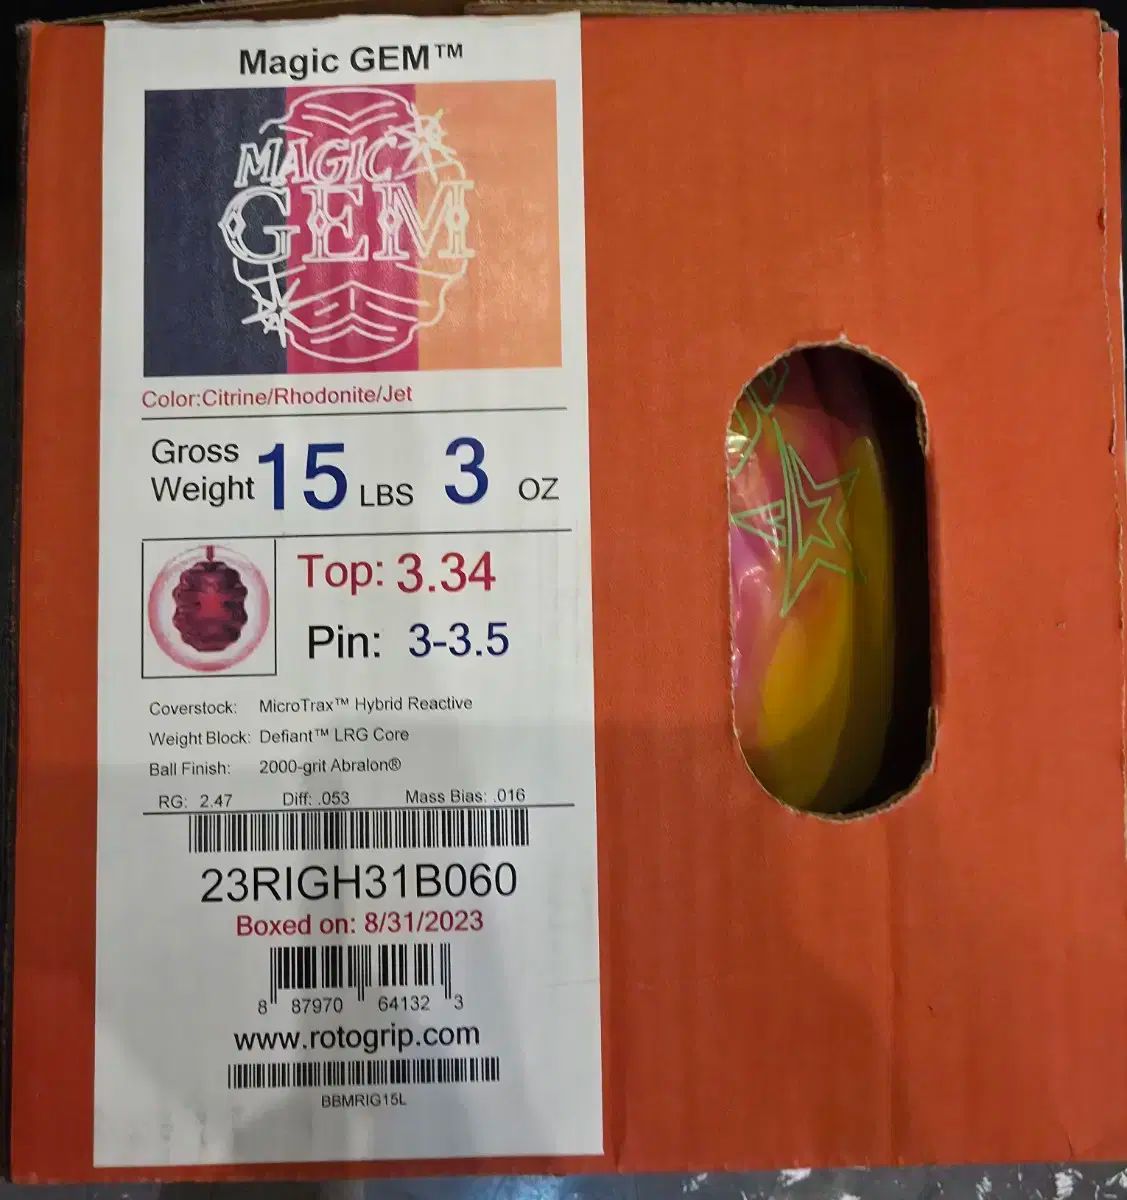 Magic GEM™
MAGIC
GEM
Color:Citrine/Rhodonite/Jet
Gross Weight 15 LBS 3 OZ
Top: 3.34
Pin: 3-3.5
Coverstock: MicroTrax™ Hybrid Reactive
Weight Block: Defiant™ LRG Core
Ball Finish: 2000-grit Abralon®
RG: 2.47 Diff: .053 Mass Bias: .016
23RIGH31B060
Boxed on: 8/31/2023
8 87970 64132 3
www.rotogrip.com
BBMRIG15L